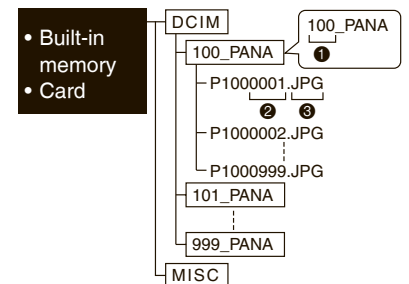 • Built-in
memory
• Card
DCIM
100_PANA
100_PANA
❶
P1000001.JPG
❷ ❸
P1000002.JPG
P1000999.JPG
101_PANA
999_PANA
MISC